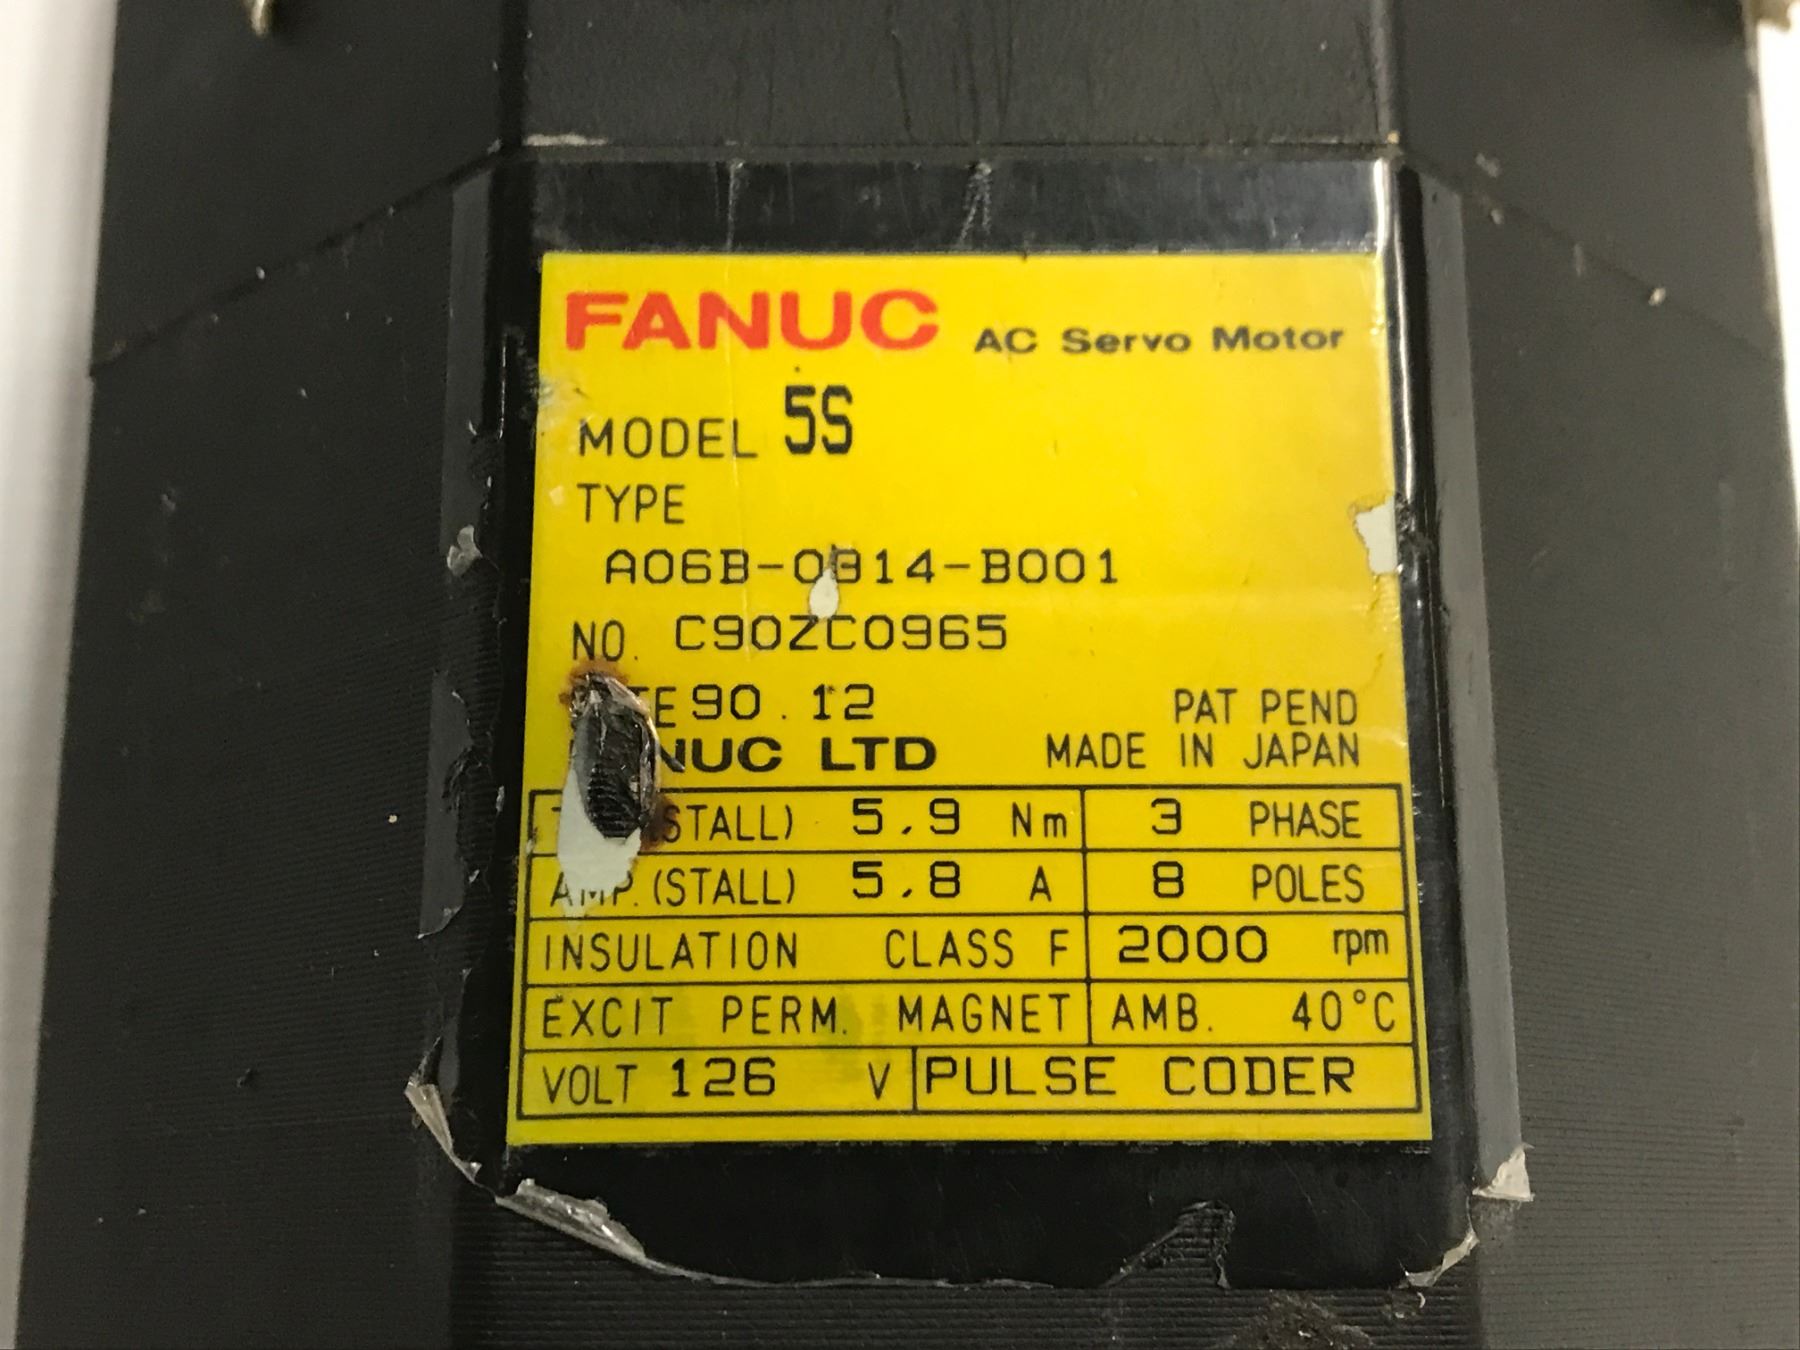 FANUC AC Servo Motor
MODEL 5S
TYPE
A06B-0314-B001
NO. C90ZC0965
90.12 PAT PEND
LTD MADE IN JAPAN
(STALL) 5.9 Nm 3 PHASE
AMP. (STALL) 5.8 A 8 POLES
INSULATION CLASS F 2000 rpm
EXCIT PERM. MAGNET AMB. 40°C
VOLT 126 V PULSE CODER